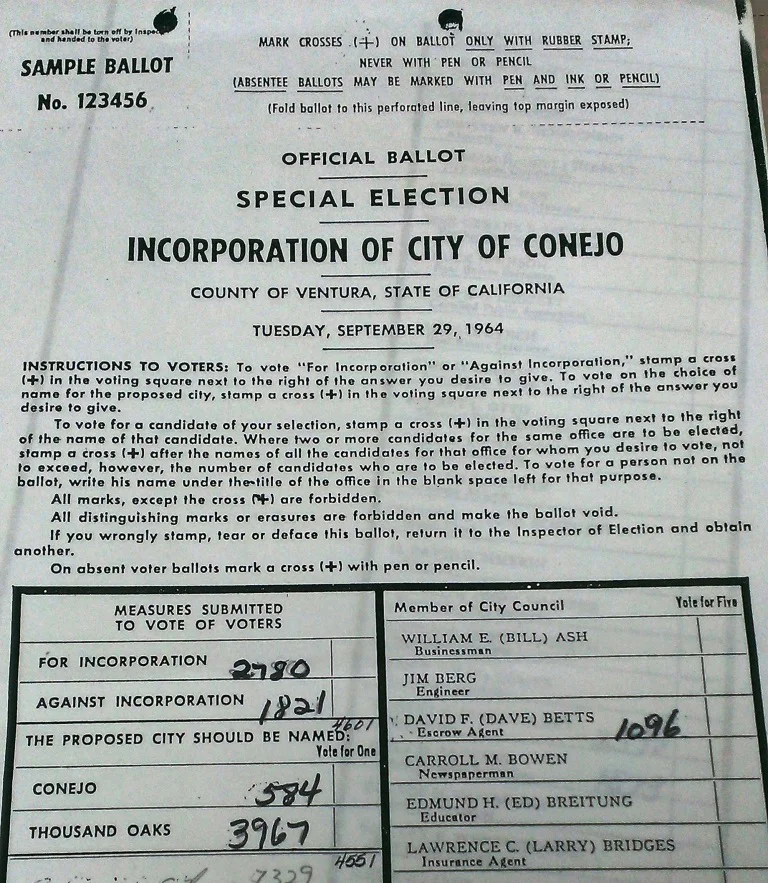 (This number shall be torn off by Inspec
and handed to the voter)
SAMPLE BALLOT
No. 123456
MARK CROSSES (+) ON BALLOT ONLY WITH RUBBER STAMP;
NEVER WITH PEN OR PENCIL
(ABSENTEE BALLOTS MAY BE MARKED WITH PEN AND INK OR PENCIL)
(Fold ballot to this perforated line, leaving top margin exposed)
OFFICIAL BALLOT
SPECIAL ELECTION
INCORPORATION OF CITY OF CONEJO
COUNTY OF VENTURA, STATE OF CALIFORNIA
TUESDAY, SEPTEMBER 29, 1964
INSTRUCTIONS TO VOTERS: To vote "For Incorporation" or "Against Incorporation," stamp a cross
(+) in the voting square next to the right of the answer you desire to give. To vote on the choice of
name for the proposed city, stamp a cross (+) in the voting square next to the right of the answer you
desire to give.
To vote for a candidate of your selection, stamp a cross (+) in the voting square next to the right
of the name of that candidate. Where two or more candidates for the same office are to be elected,
stamp a cross (+) after the names of all the candidates for that office for whom you desire to vote, not
to exceed, however, the number of candidates who are to be elected. To vote for a person not on the
ballot, write his name under the title of the office in the blank space left for that purpose.
All marks, except the cross (+) are forbidden.
All distinguishing marks or erasures are forbidden and make the ballot void.
If you wrongly stamp, tear or deface this ballot, return it to the Inspector of Election and obtain
another.
On absent voter ballots mark a cross (+) with pen or pencil.
MEASURES SUBMITTED
TO VOTE OF VOTERS
FOR INCORPORATION 2780
AGAINST INCORPORATION 1821
4601
THE PROPOSED CITY SHOULD BE NAMED:
Vote for One
CONEJO 584
THOUSAND OAKS 3967
4551
7329
Member of City Council Vote for Five
WILLIAM E. (BILL) ASH
Businessman
JIM BERG
Engineer
DAVID F. (DAVE) BETTS 1096
Escrow Agent
CARROLL M. BOWEN
Newspaperman
EDMUND H. (ED) BREITUNG
Educator
LAWRENCE C. (LARRY) BRIDGES
Insurance Agent